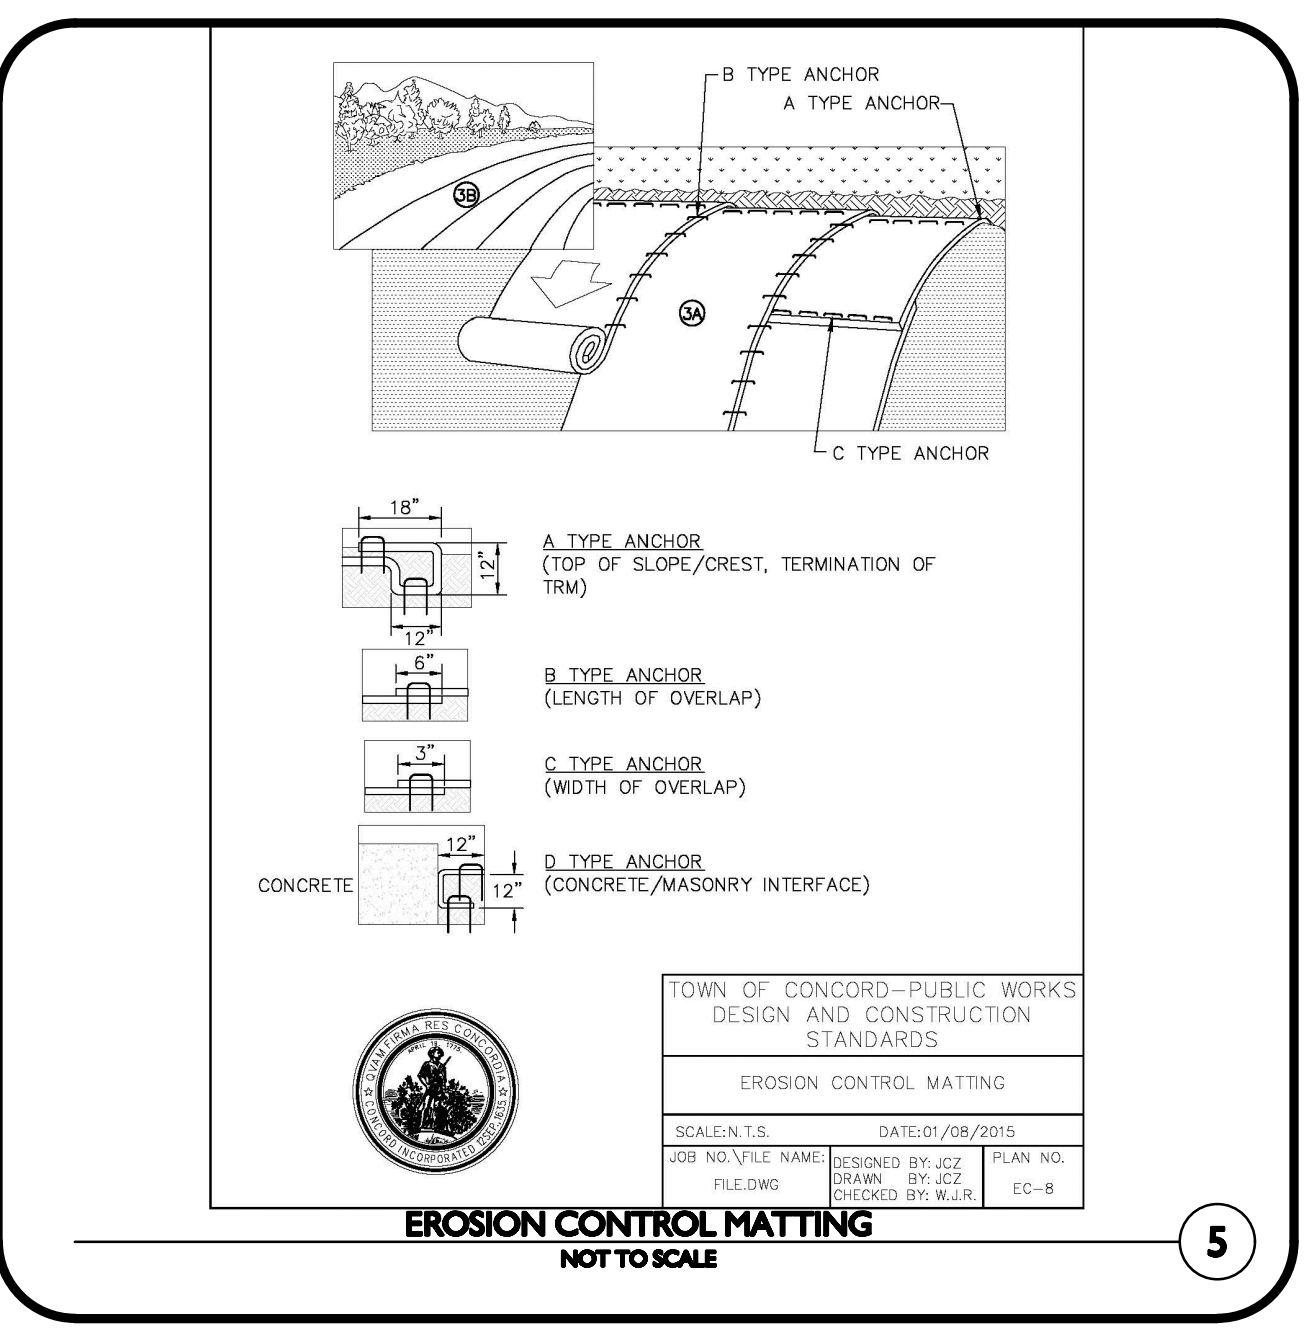 B TYPE ANCHOR
A TYPE ANCHOR
3B
3A
C TYPE ANCHOR
18"
12"
12"
A TYPE ANCHOR
(TOP OF SLOPE/CREST, TERMINATION OF
TRM)
6"
B TYPE ANCHOR
(LENGTH OF OVERLAP)
3"
C TYPE ANCHOR
(WIDTH OF OVERLAP)
12"
12"
CONCRETE
D TYPE ANCHOR
(CONCRETE/MASONRY INTERFACE)
QVAM FIRMA RES CONCORDIA
APRIL 19, 1775.
CONCORD INCORPORATED 12 SEP. 1635.
TOWN OF CONCORD-PUBLIC WORKS
DESIGN AND CONSTRUCTION
STANDARDS
EROSION CONTROL MATTING
SCALE:N.T.S. DATE:01/08/2015
JOB NO.\FILE NAME:
FILE.DWG
DESIGNED BY: JCZ
DRAWN BY: JCZ
CHECKED BY: W.J.R.
PLAN NO.
EC-8
EROSION CONTROL MATTING
NOT TO SCALE
5